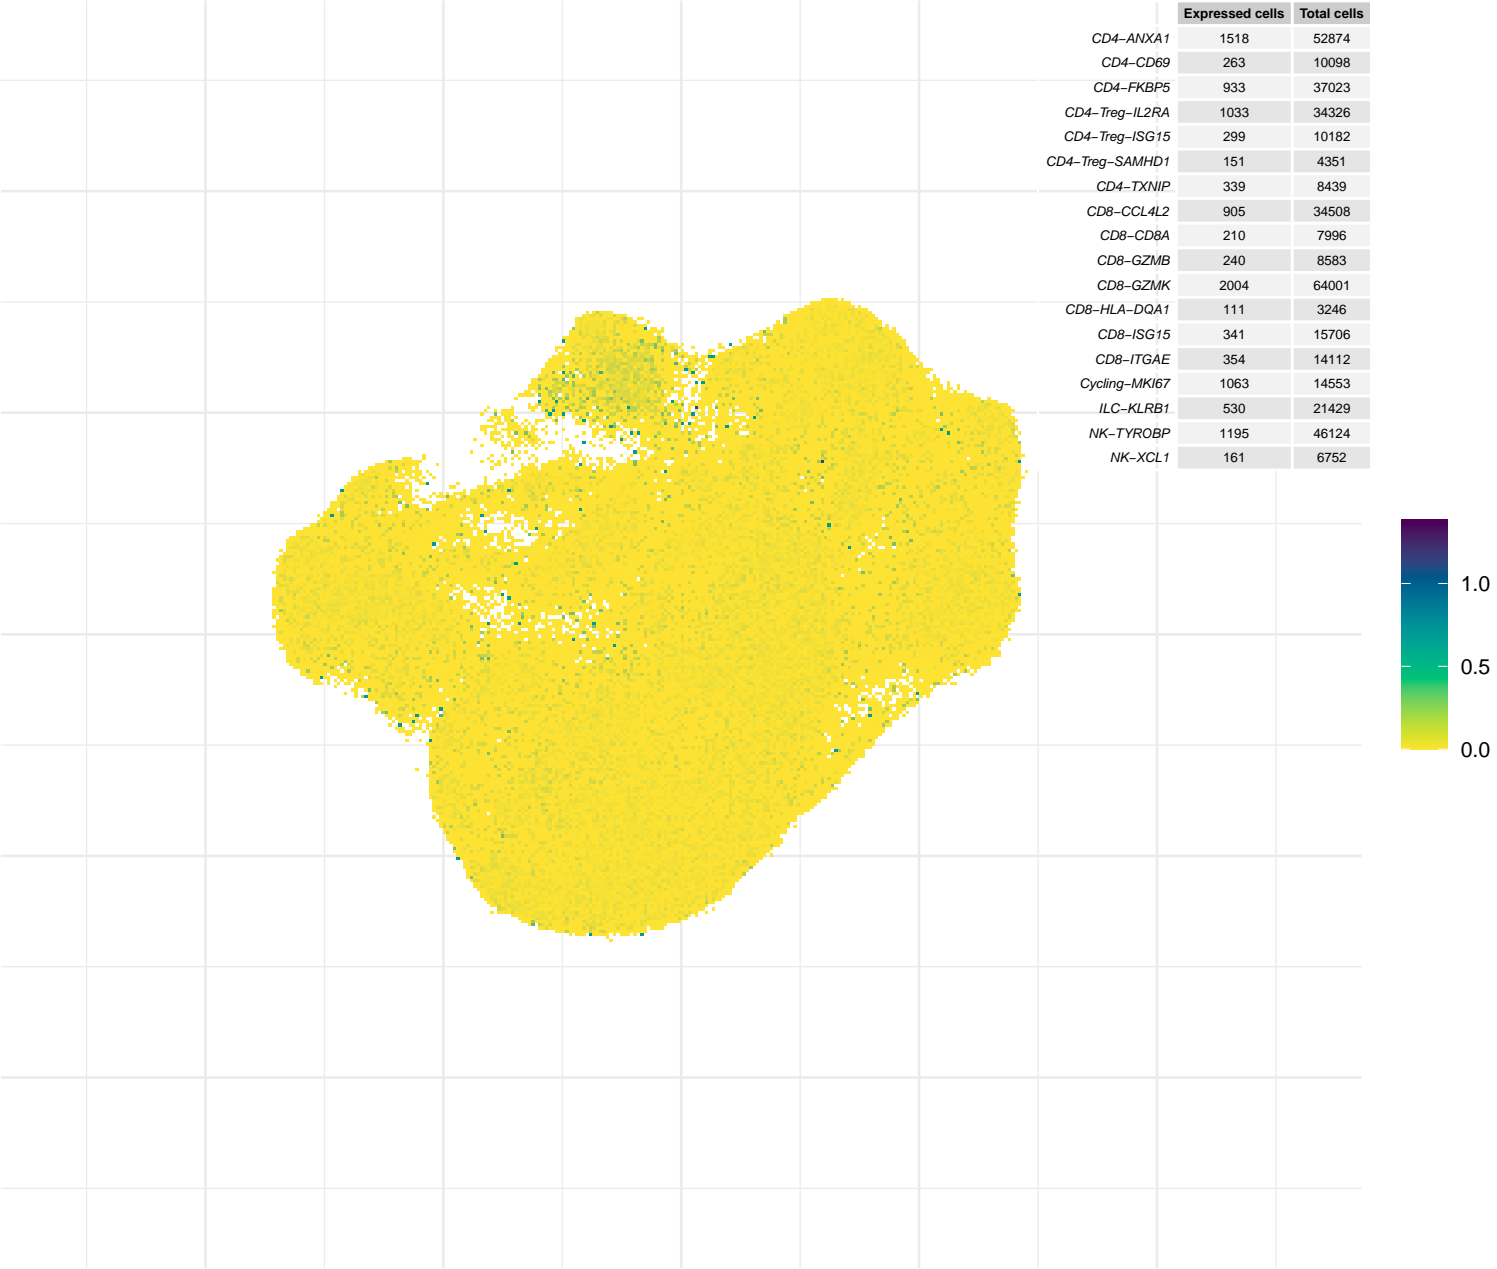 Expressed cells Total cells
CD4−ANXA1 1518 52874
CD4−CD69 263 10098
CD4−FKBP5 933 37023
CD4−Treg−IL2RA 1033 34326
CD4−Treg−ISG15 299 10182
CD4−Treg−SAMHD1 151 4351
CD4−TXNIP 339 8439
CD8−CCL4L2 905 34508
CD8−CD8A 210 7996
CD8−GZMB 240 8583
CD8−GZMK 2004 64001
CD8−HLA−DQA1 111 3246
CD8−ISG15 341 15706
CD8−ITGAE 354 14112
Cycling−MKI67 1063 14553
ILC−KLRB1 530 21429
NK−TYROBP 1195 46124
NK−XCL1 161 6752
1.0
0.5
0.0